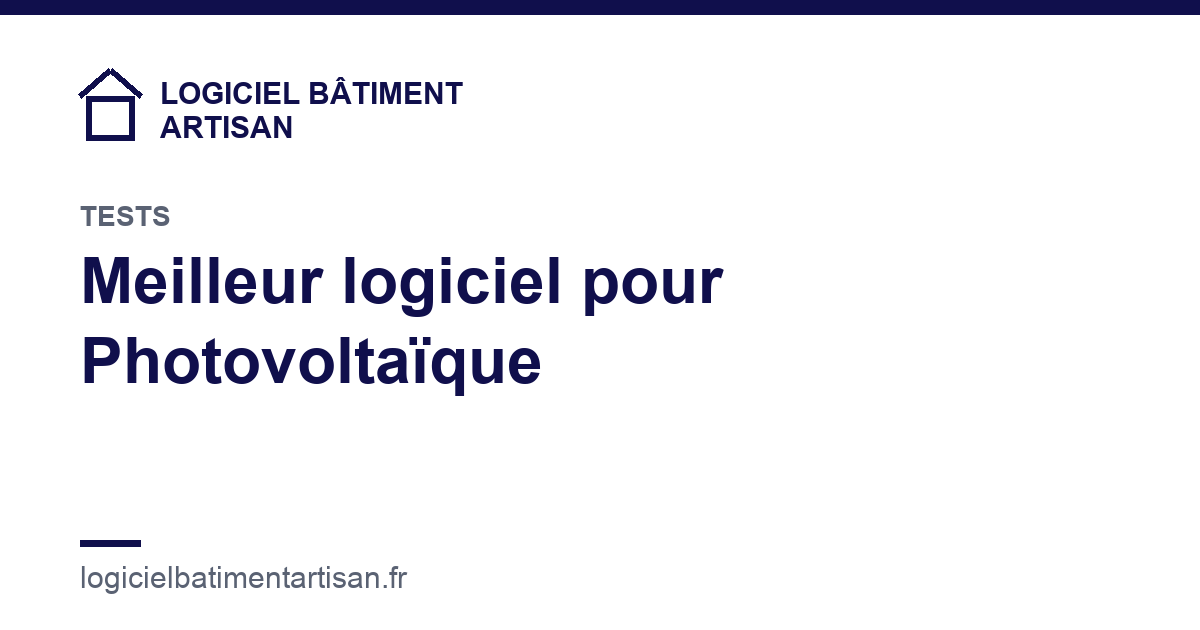 LOGICIEL BÂTIMENT
ARTISAN
TESTS
Meilleur logiciel pour
Photovoltaïque
logicielbatimentartisan.fr